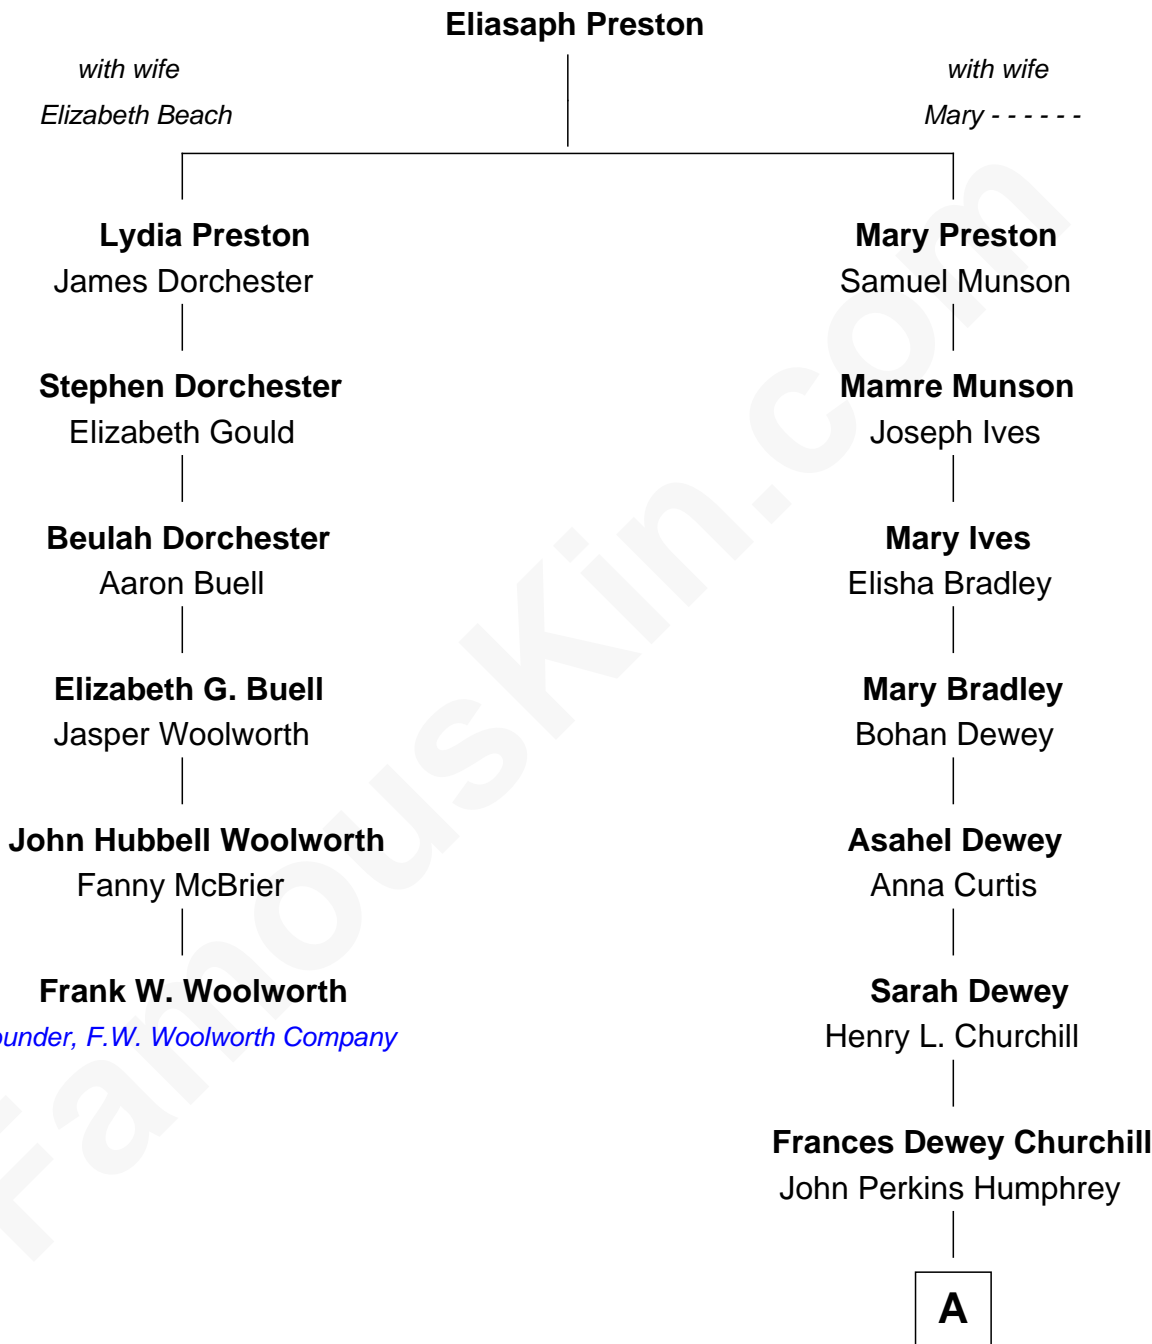 Eliasaph Preston
with wife
Elizabeth Beach
with wife
Mary - - - - - -
Lydia Preston
James Dorchester
Mary Preston
Samuel Munson
Stephen Dorchester
Elizabeth Gould
Mamre Munson
Joseph Ives
Beulah Dorchester
Aaron Buell
Mary Ives
Elisha Bradley
Elizabeth G. Buell
Jasper Woolworth
Mary Bradley
Bohan Dewey
John Hubbell Woolworth
Fanny McBrier
Asahel Dewey
Anna Curtis
Frank W. Woolworth
under, F.W. Woolworth Company
Sarah Dewey
Henry L. Churchill
Frances Dewey Churchill
John Perkins Humphrey
A
FamousKin.com